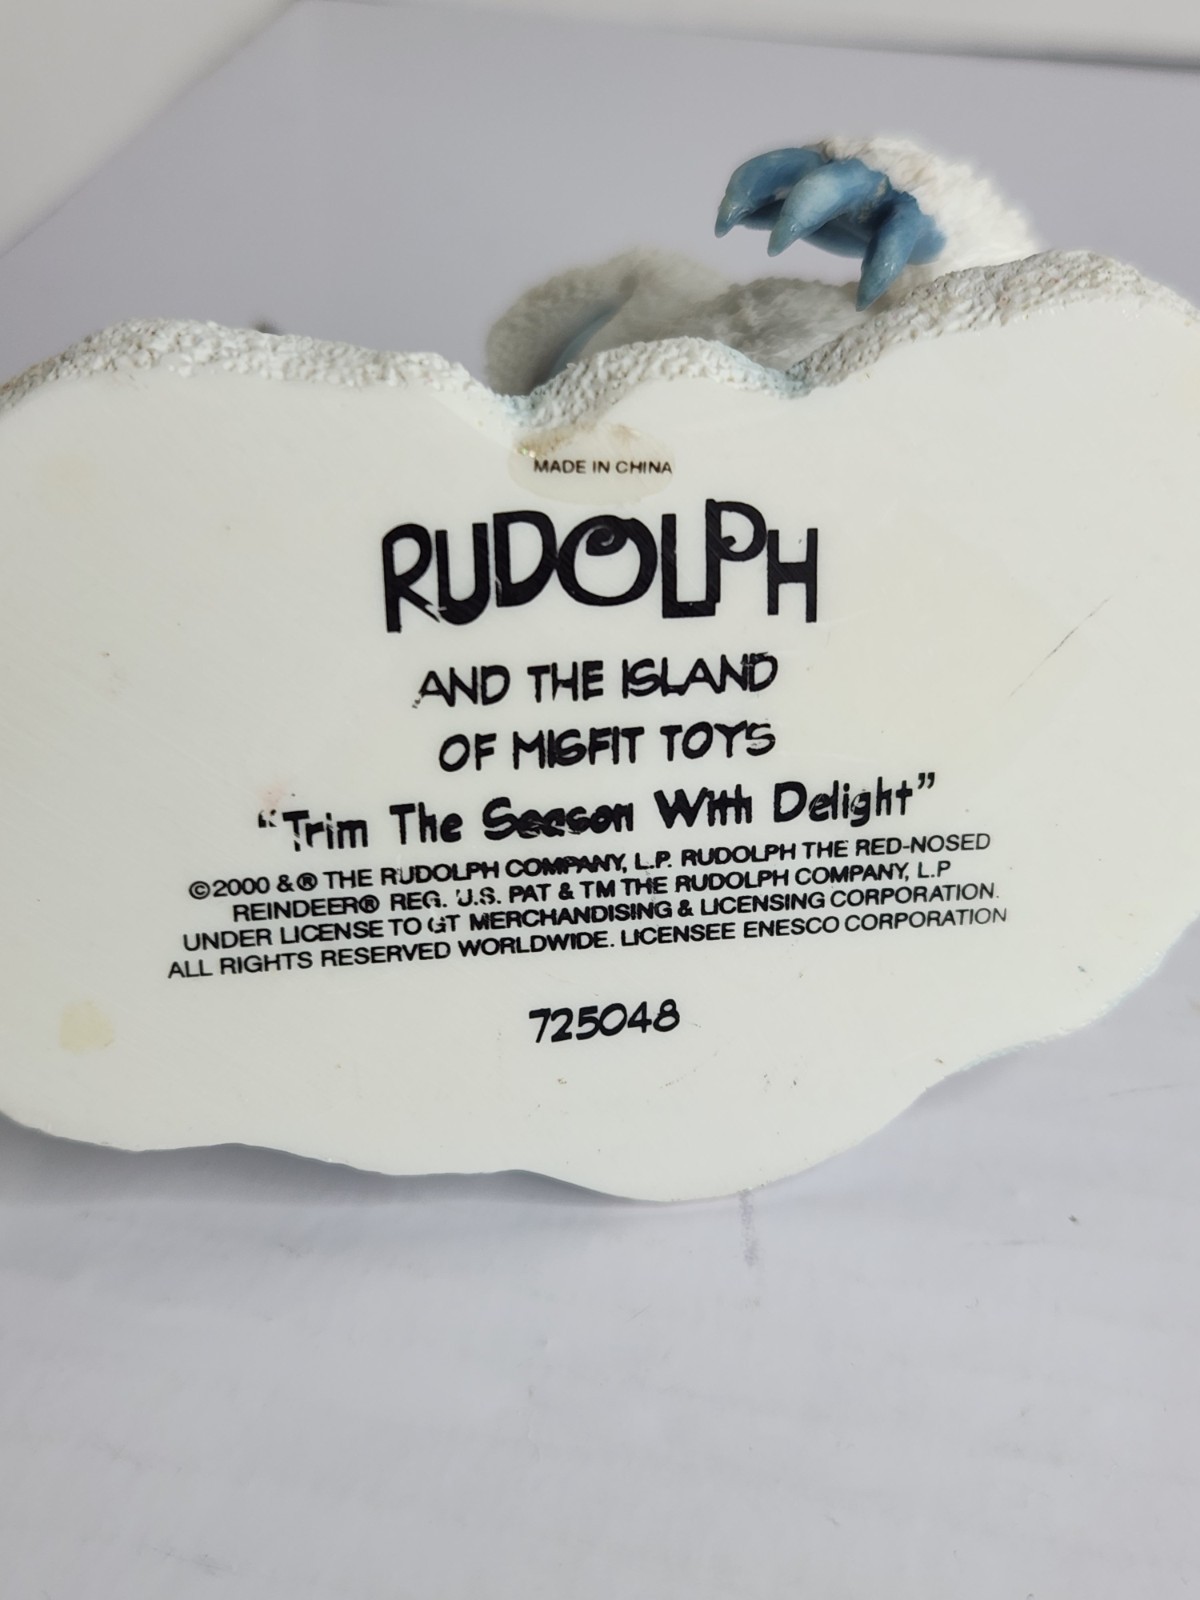 MADE IN CHINA
RUDOLPH
AND THE ISLAND
OF MISFIT TOYS
"Trim The Season With Delight"
©2000 &® THE RUDOLPH COMPANY, L.P. RUDOLPH THE RED-NOSED
REINDEER® REG. U.S. PAT & TM THE RUDOLPH COMPANY, L.P
UNDER LICENSE TO GT MERCHANDISING & LICENSING CORPORATION.
ALL RIGHTS RESERVED WORLDWIDE. LICENSEE ENESCO CORPORATION
725048